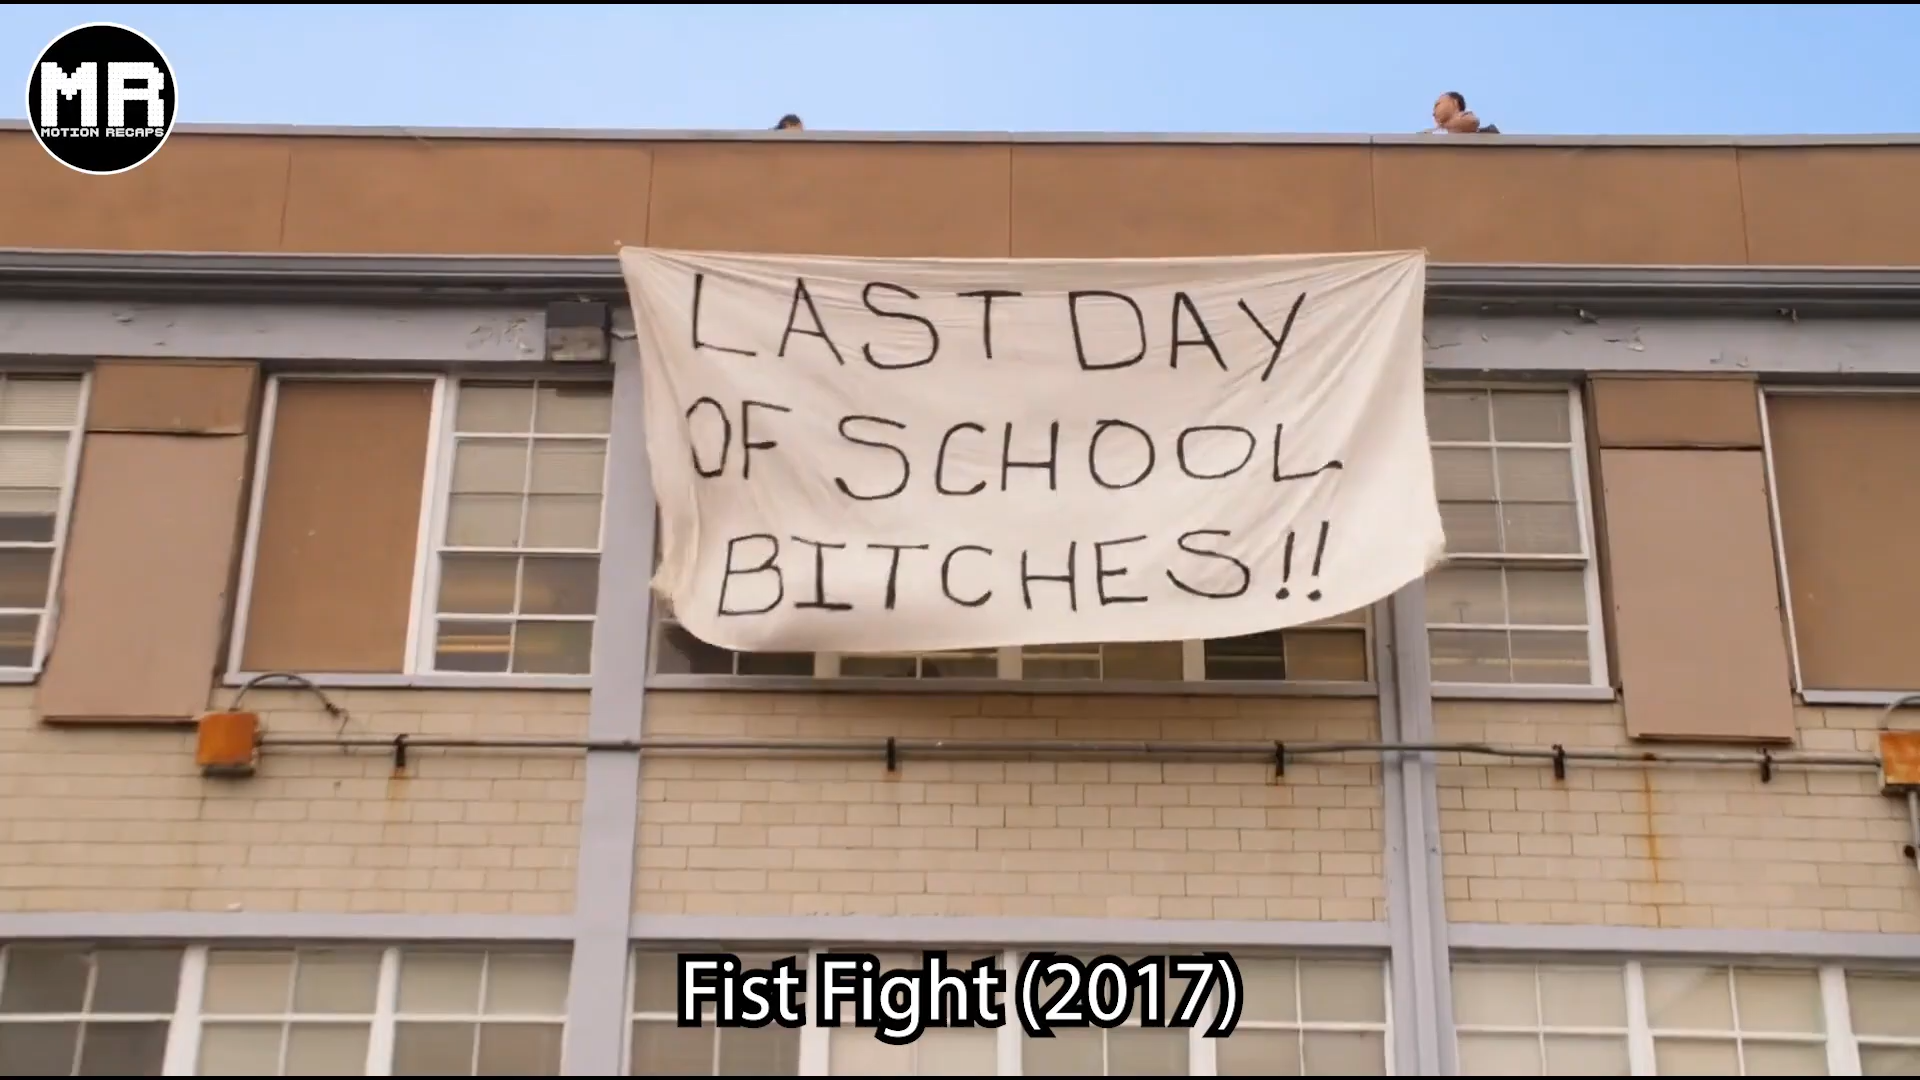 MR
MOTION RECAPS
LAST DAY
OF SCHOOL
BITCHES!!
Fist Fight (2017)